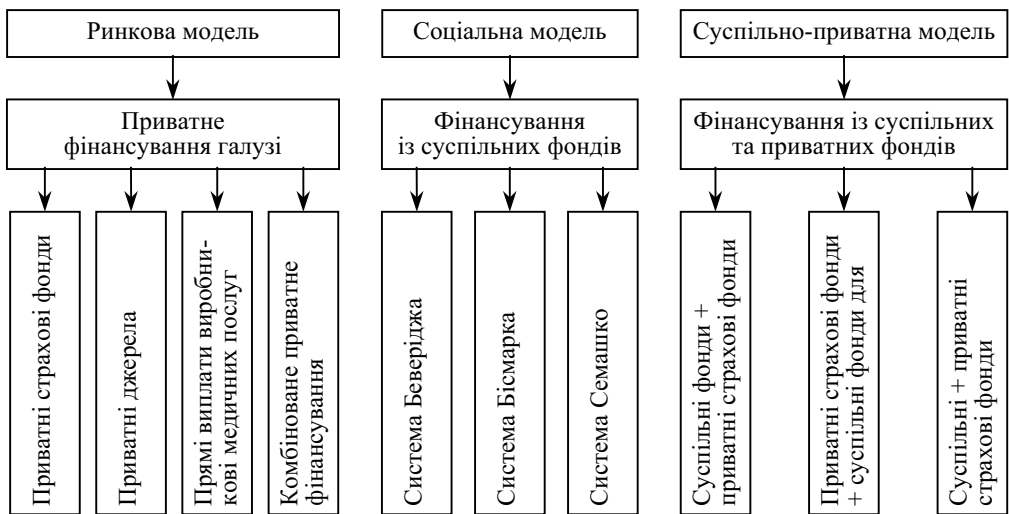 Ринкова модель
Соціальна модель
Суспільно-приватна модель
Приватне
фінансування галузі
Фінансування
із суспільних фондів
Фінансування із суспільних
та приватних фондів
Приватні страхові фонди
Приватні джерела
Прямі виплати виробни-
кові медичних послуг
Комбіноване приватне
фінансування
Система Беверіджа
Система Бісмарка
Система Семашко
Суспільні фонди +
приватні страхові фонди
Приватні страхові фонди
+ суспільні фонди для
Суспільні + приватні
страхові фонди